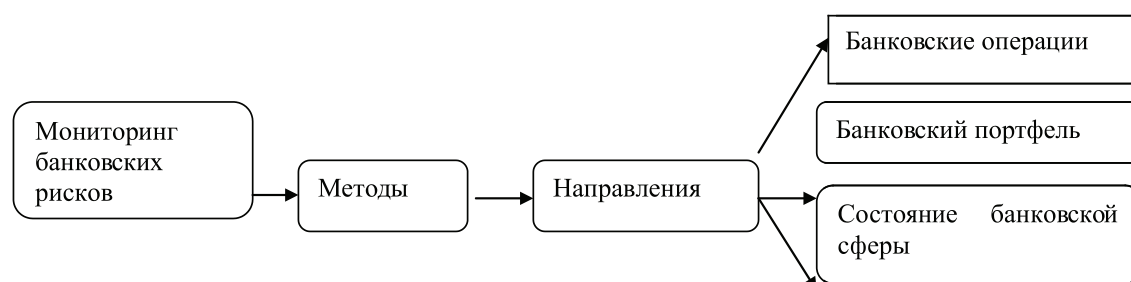 Мониторинг
банковских
рисков
Методы
Направления
Банковские операции
Банковский портфель
Состояние банковской
сферы